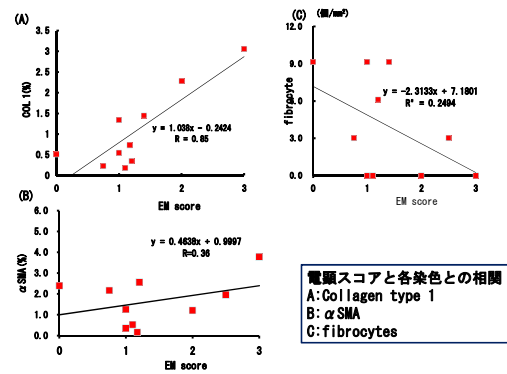 (A)
COL 1(%)
3.5
3
2.5
2
1.5
1
0.5
0
y = 1.038x - 0.2424
R = 0.85
0 1 2 3
EM score
(C)
(個/mm²)
fibrocyte
12.0
9.0
6.0
3.0
0.0
y = -2.3133x + 7.1801
R² = 0.2494
0 1 2 3
EM score
(B)
αSMA(%)
6.0
5.0
4.0
3.0
2.0
1.0
0.0
y = 0.4638x + 0.9997
R=0.36
0 1 2 3
EM score
電顕スコアと各染色との相関
A:Collagen type 1
B:αSMA
C:fibrocytes